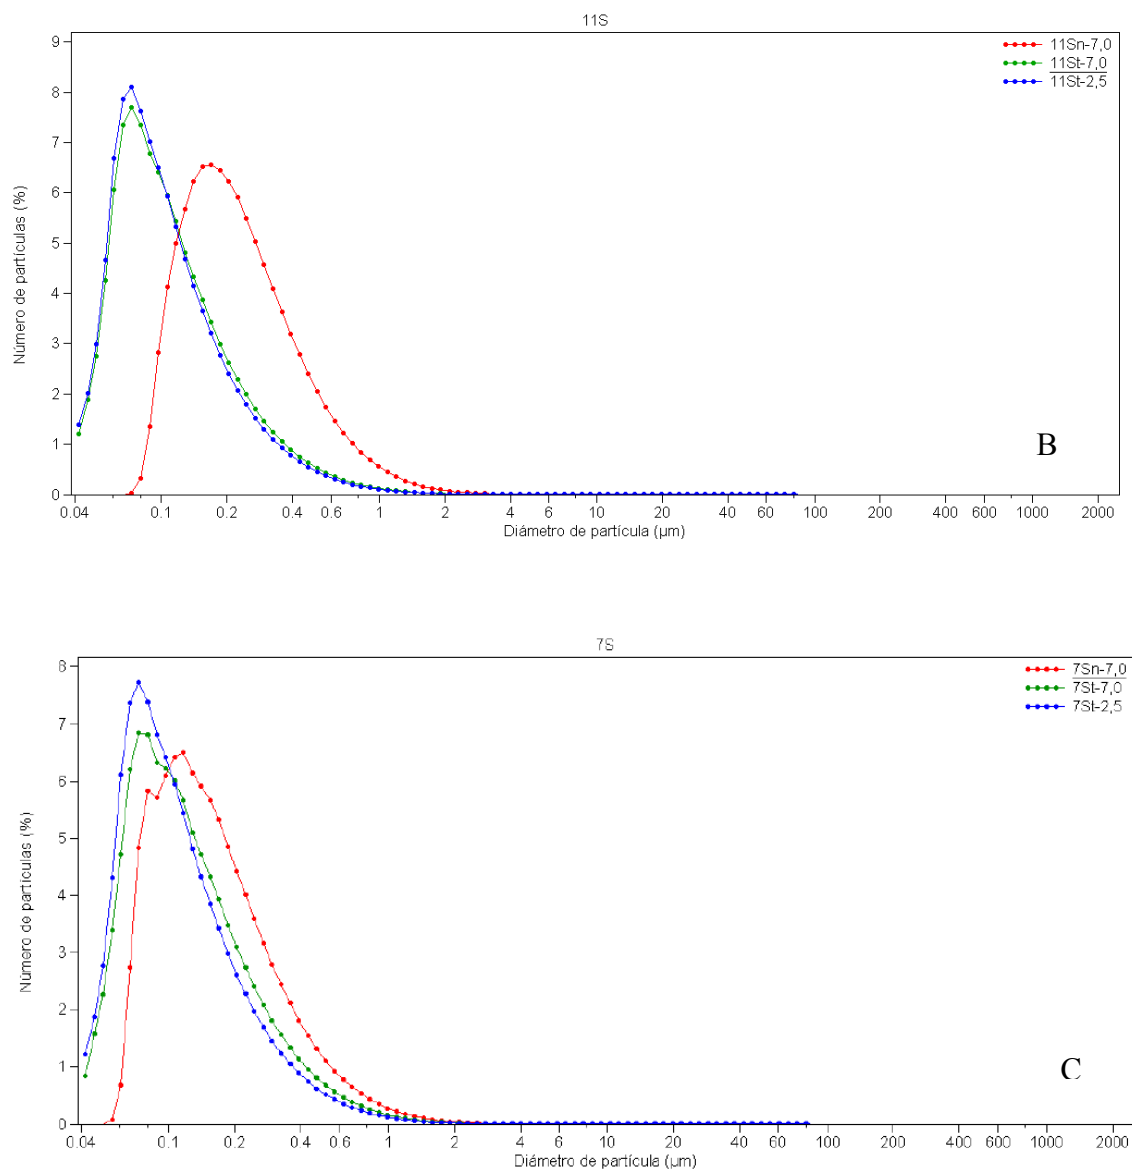 11S
11Sn-7,0
11St-7,0
11St-2,5
Número de partículas (%)
9
8
7
6
5
4
3
2
1
0
B
0.04 0.1 0.2 0.4 0.6 1 2 4 6 10 20 40 60 100 200 400 600 1000 2000
Diámetro de partícula (µm)
7S
7Sn-7,0
7St-7,0
7St-2,5
Número de partículas (%)
8
7
6
5
4
3
2
1
0
C
0.04 0.1 0.2 0.4 0.6 1 2 4 6 10 20 40 60 100 200 400 600 1000 2000
Diámetro de partícula (µm)